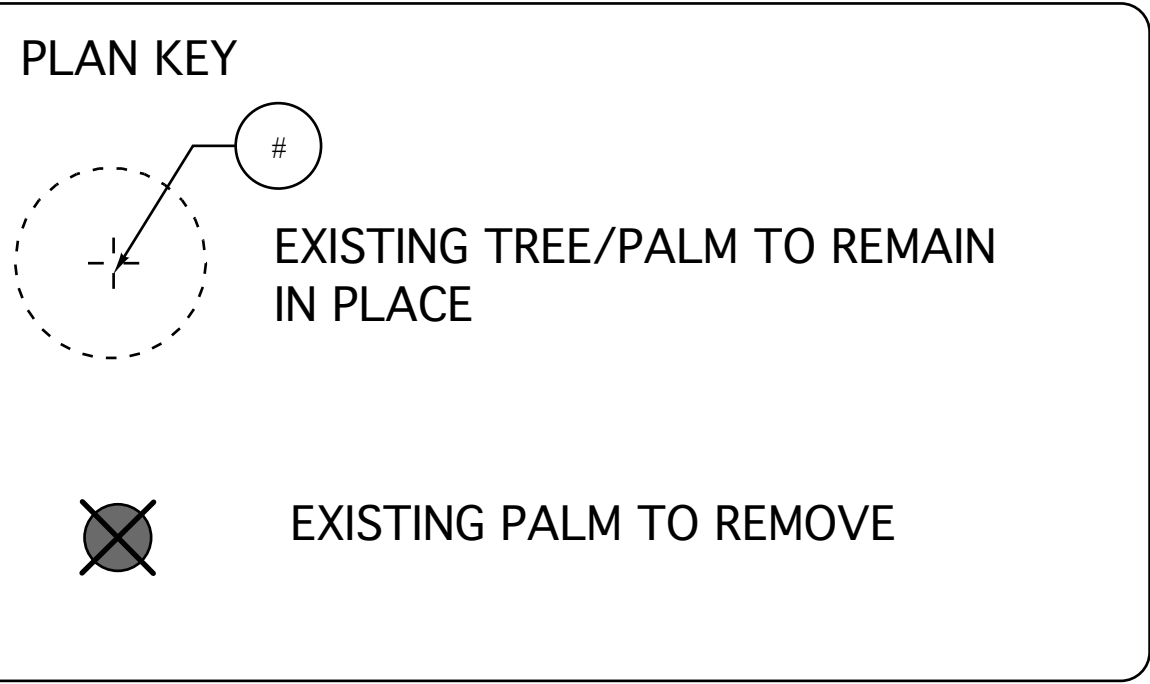 PLAN KEY
#
EXISTING TREE/PALM TO REMAIN
IN PLACE
EXISTING PALM TO REMOVE